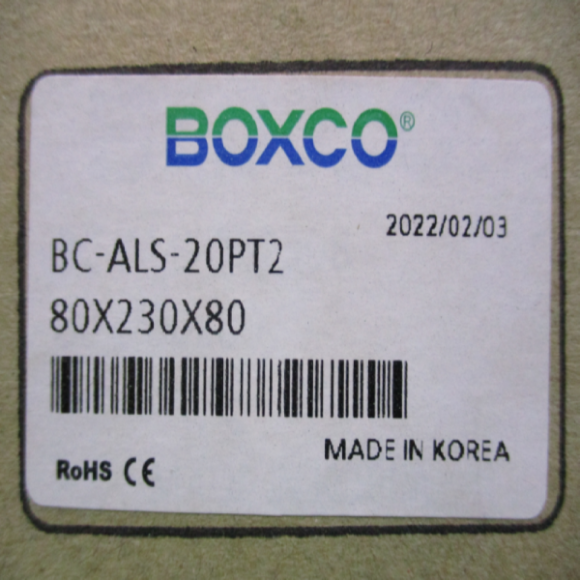 BOXCO®
2022/02/03
BC-ALS-20PT2
80X230X80
MADE IN KOREA
RoHS CE